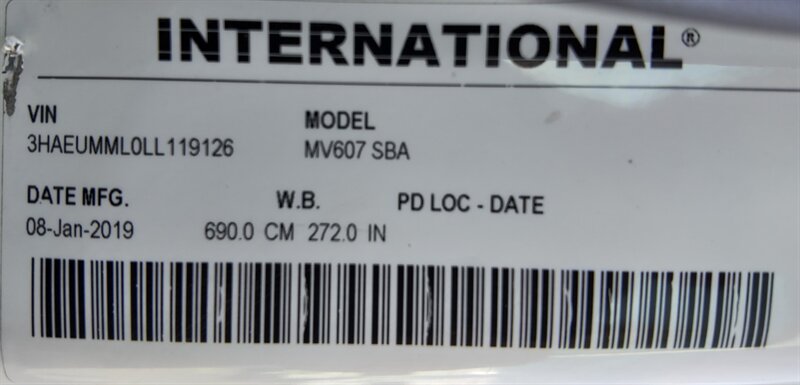 INTERNATIONAL®
VIN MODEL
3HAEUMML0LL119126 MV607 SBA
DATE MFG. W.B. PD LOC - DATE
08-Jan-2019 690.0 CM 272.0 IN